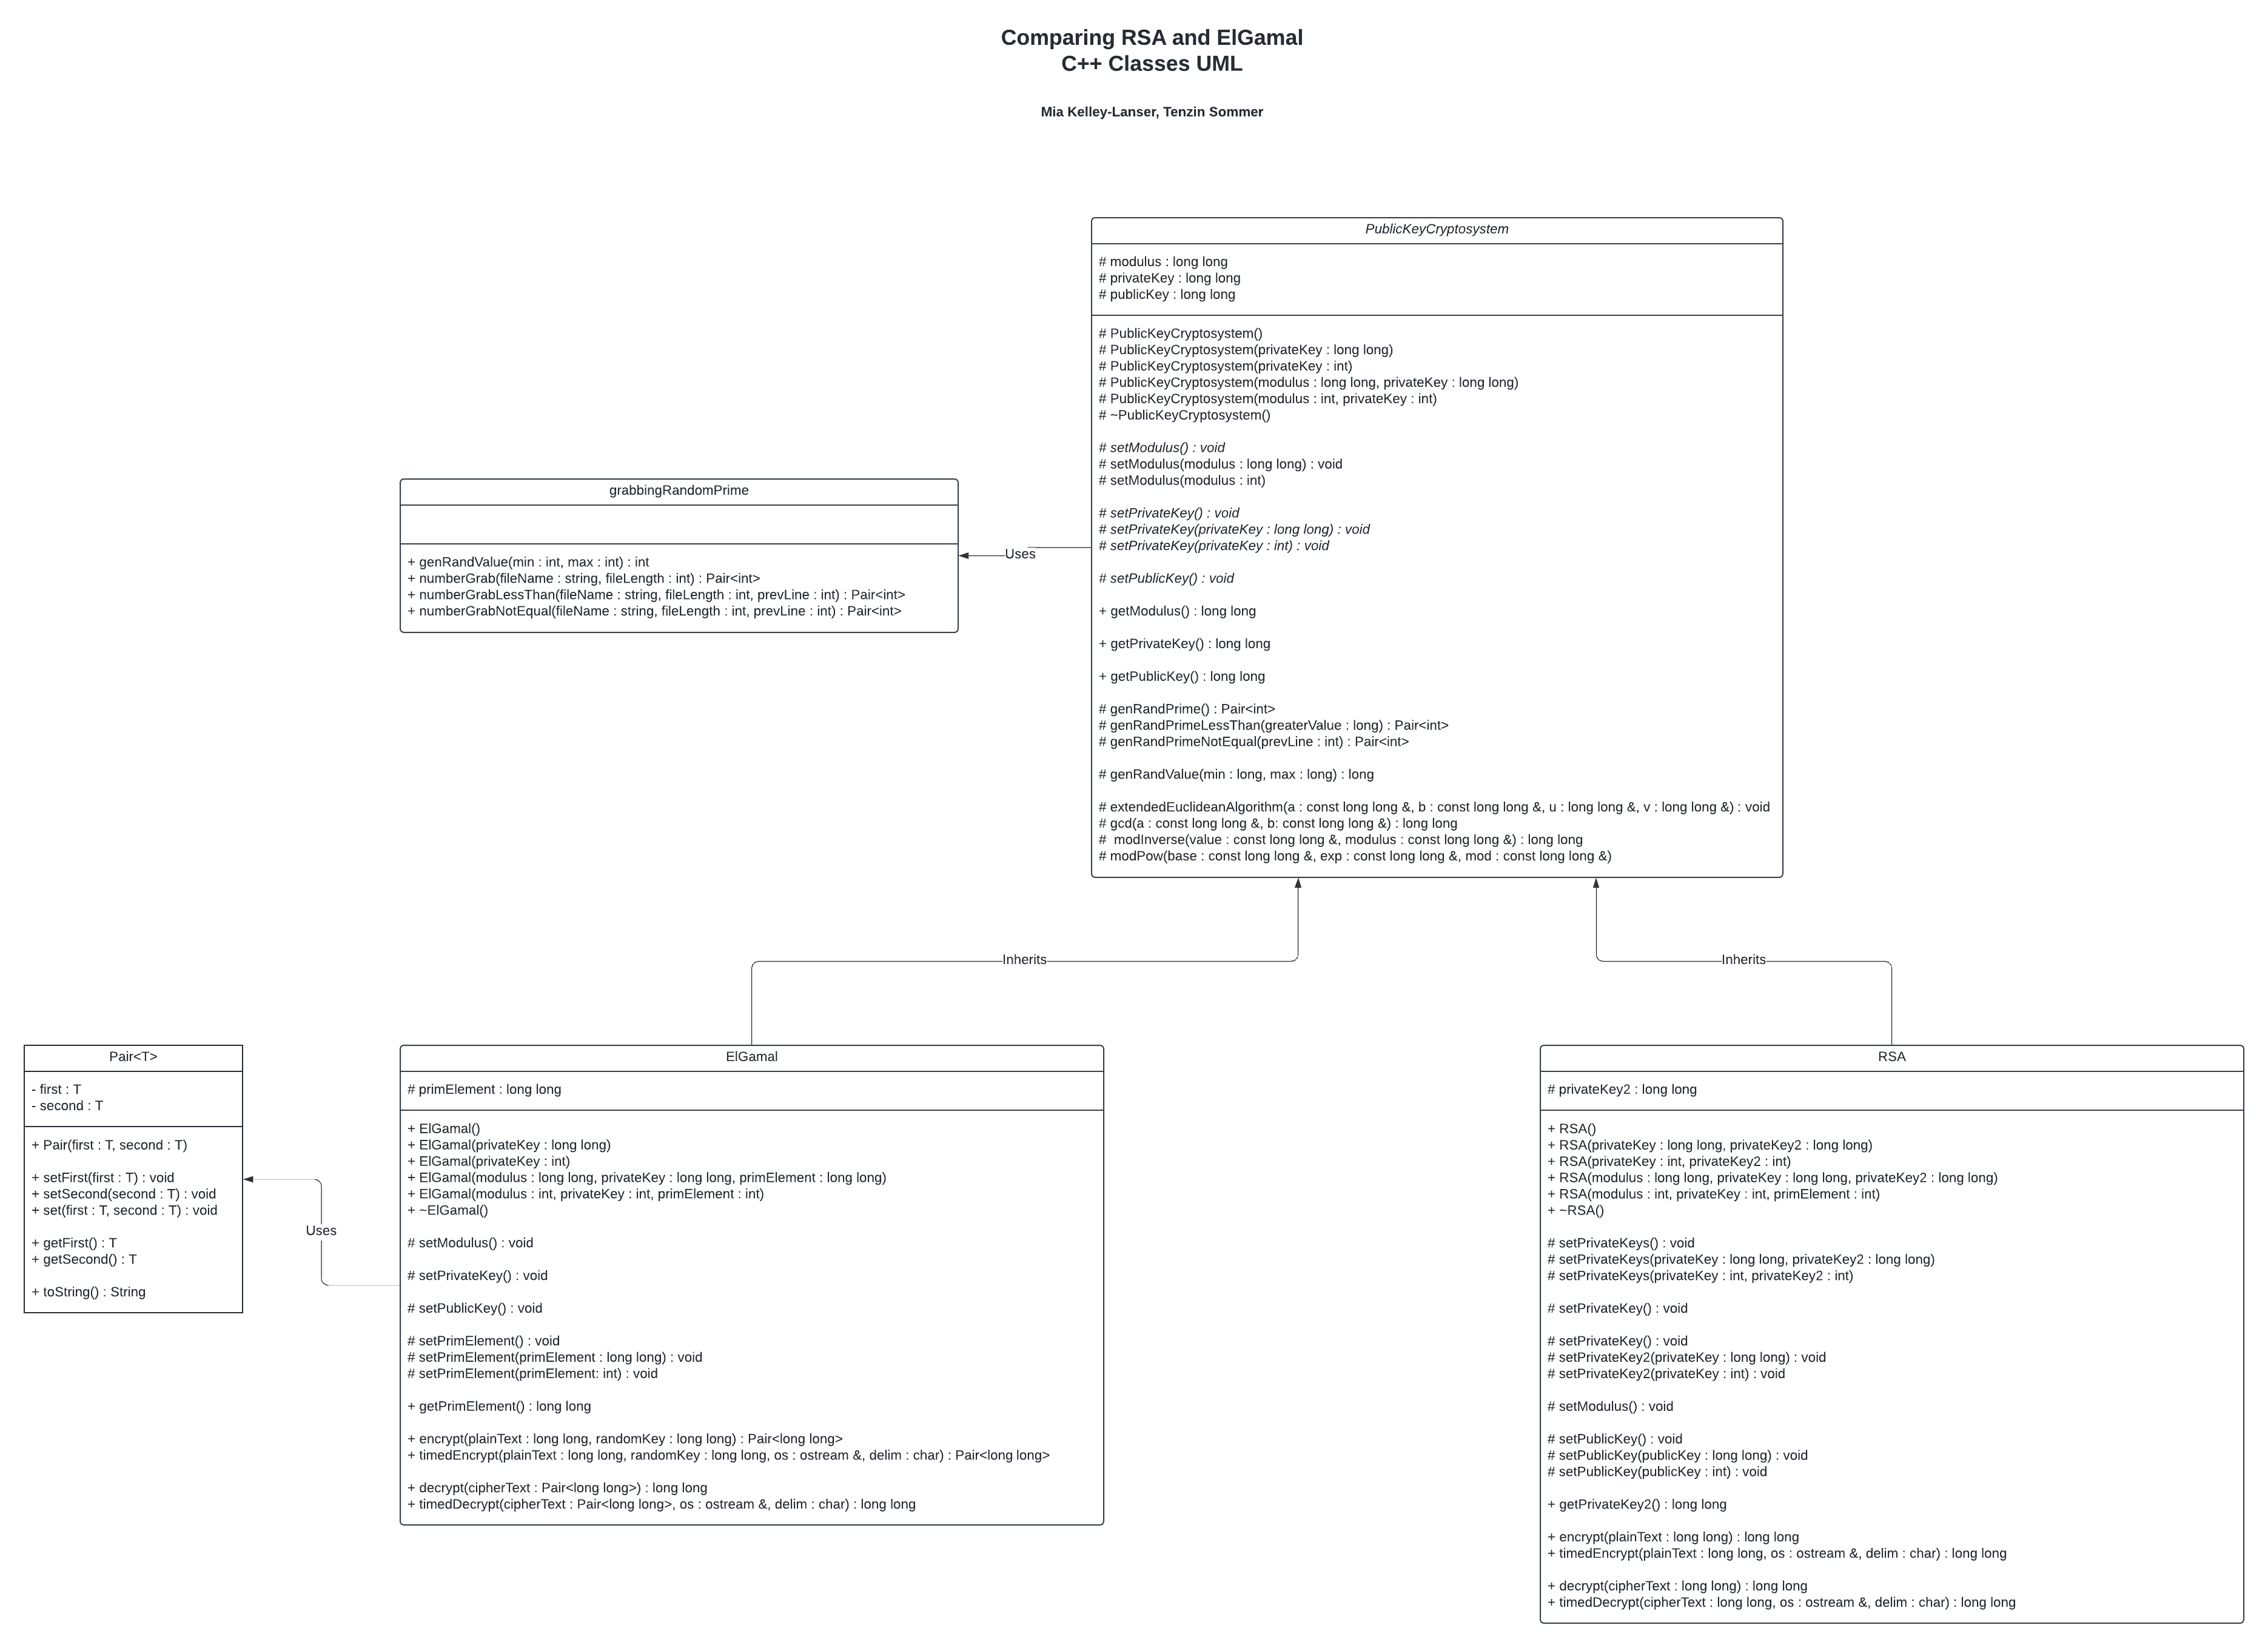 Comparing RSA and ElGamal
C++ Classes UML
Mia Kelley-Lanser, Tenzin Sommer
PublicKeyCryptosystem
# modulus : long long
# privateKey : long long
# publicKey : long long
# PublicKeyCryptosystem()
# PublicKeyCryptosystem(privateKey : long long)
# PublicKeyCryptosystem(privateKey : int)
# PublicKeyCryptosystem(modulus : long long, privateKey : long long)
# PublicKeyCryptosystem(modulus : int, privateKey : int)
# ~PublicKeyCryptosystem()
# setModulus() : void
# setModulus(modulus : long long) : void
# setModulus(modulus : int)
# setPrivateKey() : void
# setPrivateKey(privateKey : long long) : void
# setPrivateKey(privateKey : int) : void
# setPublicKey() : void
+ getModulus() : long long
+ getPrivateKey() : long long
+ getPublicKey() : long long
# genRandPrime() : Pair<int>
# genRandPrimeLessThan(greaterValue : long) : Pair<int>
# genRandPrimeNotEqual(prevLine : int) : Pair<int>
# genRandValue(min : long, max : long) : long
# extendedEuclideanAlgorithm(a : const long long &, b : const long long &, u : long long &, v : long long &) : void
# gcd(a : const long long &, b: const long long &) : long long
#  modInverse(value : const long long &, modulus : const long long &) : long long
# modPow(base : const long long &, exp : const long long &, mod : const long long &)
grabbingRandomPrime
+ genRandValue(min : int, max : int) : int
+ numberGrab(fileName : string, fileLength : int) : Pair<int>
+ numberGrabLessThan(fileName : string, fileLength : int, prevLine : int) : Pair<int>
+ numberGrabNotEqual(fileName : string, fileLength : int, prevLine : int) : Pair<int>
Uses
Inherits
Inherits
Pair<T>
- first : T
- second : T
+ Pair(first : T, second : T)
+ setFirst(first : T) : void
+ setSecond(second : T) : void
+ set(first : T, second : T) : void
+ getFirst() : T
+ getSecond() : T
+ toString() : String
Uses
ElGamal
# primElement : long long
+ ElGamal()
+ ElGamal(privateKey : long long)
+ ElGamal(privateKey : int)
+ ElGamal(modulus : long long, privateKey : long long, primElement : long long)
+ ElGamal(modulus : int, privateKey : int, primElement : int)
+ ~ElGamal()
# setModulus() : void
# setPrivateKey() : void
# setPublicKey() : void
# setPrimElement() : void
# setPrimElement(primElement : long long) : void
# setPrimElement(primElement: int) : void
+ getPrimElement() : long long
+ encrypt(plainText : long long, randomKey : long long) : Pair<long long>
+ timedEncrypt(plainText : long long, randomKey : long long, os : ostream &, delim : char) : Pair<long long>
+ decrypt(cipherText : Pair<long long>) : long long
+ timedDecrypt(cipherText : Pair<long long>, os : ostream &, delim : char) : long long
RSA
# privateKey2 : long long
+ RSA()
+ RSA(privateKey : long long, privateKey2 : long long)
+ RSA(privateKey : int, privateKey2 : int)
+ RSA(modulus : long long, privateKey : long long, privateKey2 : long long)
+ RSA(modulus : int, privateKey : int, primElement : int)
+ ~RSA()
# setPrivateKeys() : void
# setPrivateKeys(privateKey : long long, privateKey2 : long long)
# setPrivateKeys(privateKey : int, privateKey2 : int)
# setPrivateKey() : void
# setPrivateKey() : void
# setPrivateKey2(privateKey : long long) : void
# setPrivateKey2(privateKey : int) : void
# setModulus() : void
# setPublicKey() : void
# setPublicKey(publicKey : long long) : void
# setPublicKey(publicKey : int) : void
+ getPrivateKey2() : long long
+ encrypt(plainText : long long) : long long
+ timedEncrypt(plainText : long long, os : ostream &, delim : char) : long long
+ decrypt(cipherText : long long) : long long
+ timedDecrypt(cipherText : long long, os : ostream &, delim : char) : long long